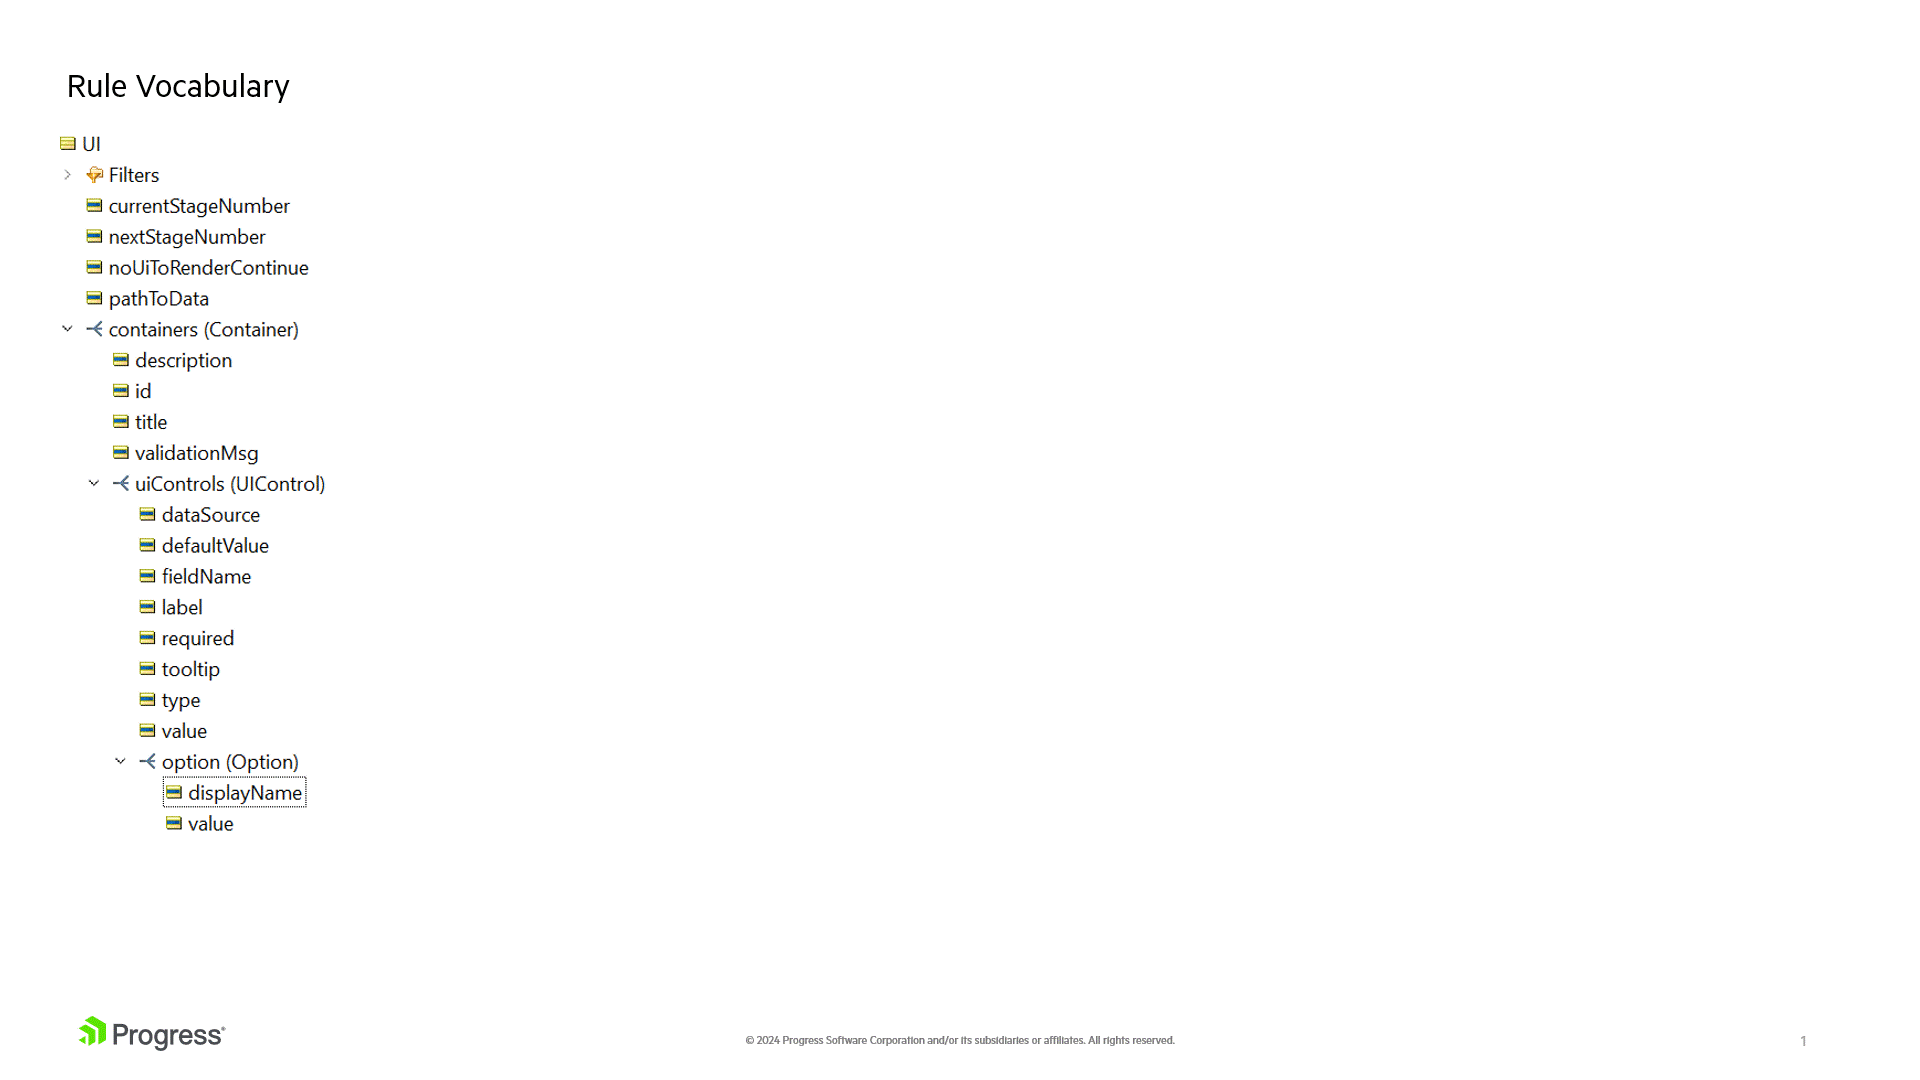 Rule Vocabulary
UI
Filters
currentStageNumber
nextStageNumber
noUiToRenderContinue
pathToData
containers (Container)
description
id
title
validationMsg
uiControls (UIControl)
dataSource
defaultValue
fieldName
label
required
tooltip
type
value
option (Option)
displayName
value
Progress®
© 2024 Progress Software Corporation and/or its subsidiaries or affiliates. All rights reserved.
1